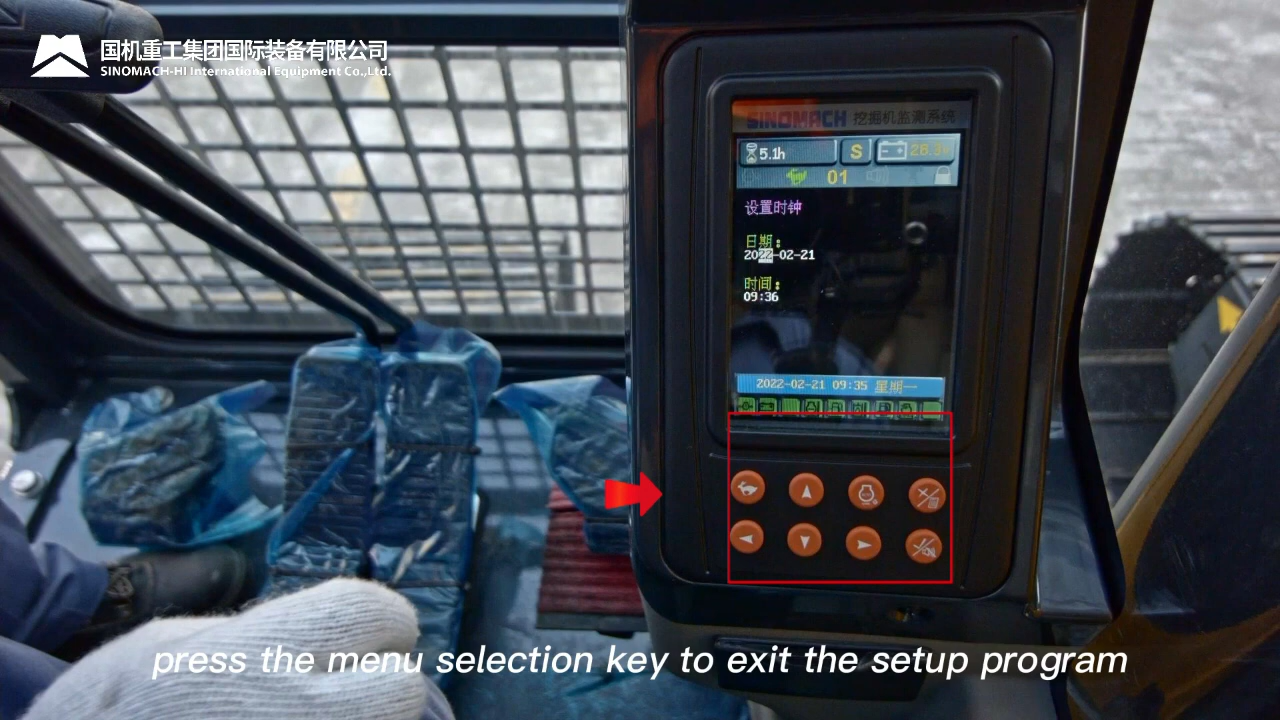 国机重工集团国际装备有限公司
SINOMACH-HI International Equipment Co.,Ltd.
SINOMACH 挖掘机监测系统
5.1h S 28.3v
01
设置时钟
日期:
2022-02-21
时间:
09:36
2022-02-21 09:35 星期一
press the menu selection key to exit the setup program